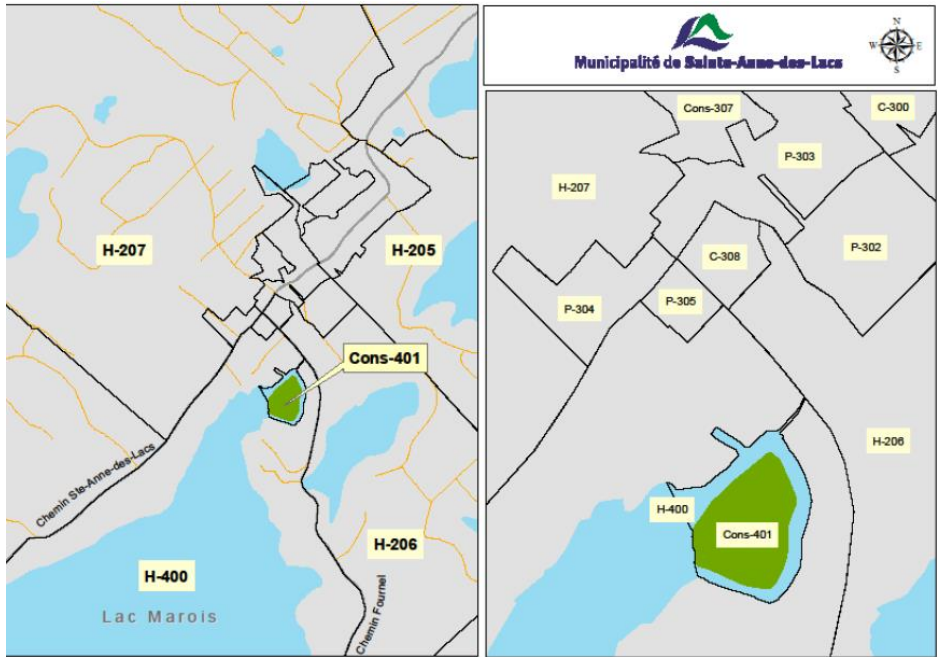 H-207
H-205
Cons-401
Chemin Ste-Anne-des-Lacs
H-206
H-400
Chemin Fournel
Lac Marois
Municipalité de Sainte-Anne-des-Lacs
N
W
E
S
Cons-307
C-300
P-303
H-207
P-302
C-308
P-304
P-305
H-206
H-400
Cons-401